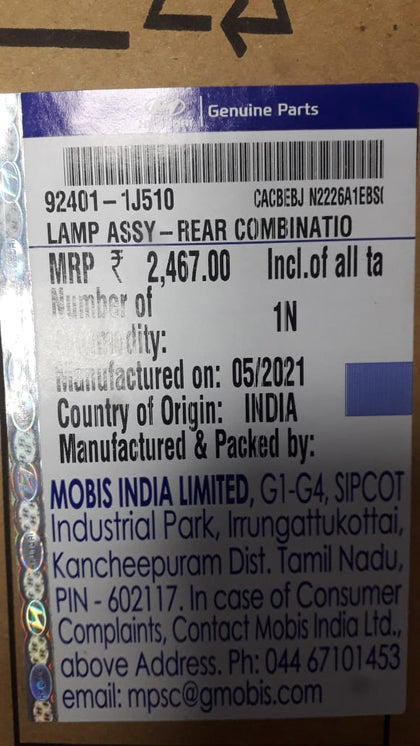 Genuine Parts
92401-1J510 CACBEBJ N2226A1EBS(
LAMP ASSY-REAR COMBINATIO
MRP ₹ 2,467.00 Incl.of all ta
Number of
1N
Manufactured on: 05/2021
Country of Origin: INDIA
Manufactured & Packed by:
MOBIS INDIA LIMITED, G1-G4, SIPCOT
Industrial Park, Irrungattukottai,
Kancheepuram Dist. Tamil Nadu,
PIN - 602117. In case of Consumer
Complaints, Contact Mobis India Ltd.,
above Address. Ph: 044 67101453
email: mpsc@gmobis.com